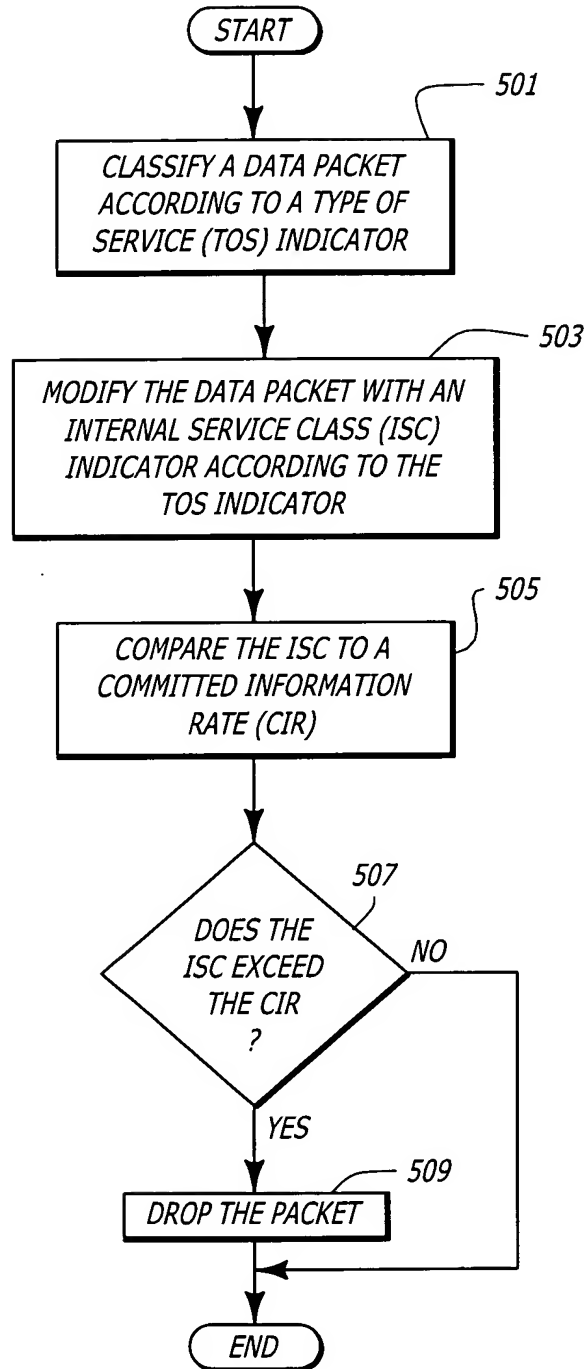 START
501
CLASSIFY A DATA PACKET
ACCORDING TO A TYPE OF
SERVICE (TOS) INDICATOR
503
MODIFY THE DATA PACKET WITH AN
INTERNAL SERVICE CLASS (ISC)
INDICATOR ACCORDING TO THE
TOS INDICATOR
505
COMPARE THE ISC TO A
COMMITTED INFORMATION
RATE (CIR)
507
DOES THE
ISC EXCEED
THE CIR
?
NO
YES
509
DROP THE PACKET
END